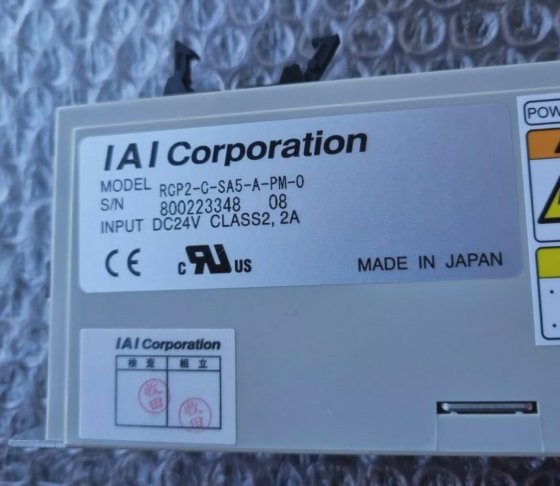 IAI Corporation
MODEL RCP2-C-SA5-A-PM-0
S/N 800223348 08
INPUT DC24V CLASS2, 2A
CE c RU US
MADE IN JAPAN
POW
IAI Corporation
検査 組立